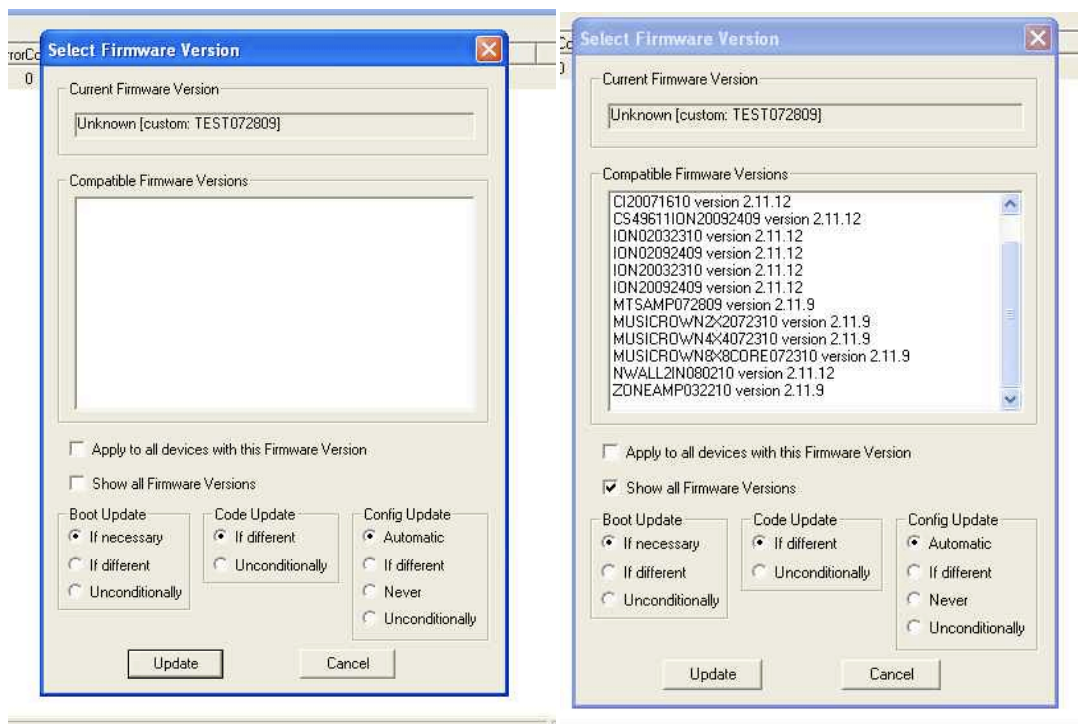 rorCo
0
Select Firmware Version
Current Firmware Version
Unknown [custom: TEST072809]
Compatible Firmware Versions
Apply to all devices with this Firmware Version
Show all Firmware Versions
Boot Update
If necessary
If different
Unconditionally
Code Update
If different
Unconditionally
Config Update
Automatic
If different
Never
Unconditionally
Update
Cancel
Select Firmware Version
Current Firmware Version
Unknown [custom: TEST072809]
Compatible Firmware Versions
CI20071610 version 2.11.12
CS49611ION20092409 version 2.11.12
ION02032310 version 2.11.12
ION02092409 version 2.11.12
ION20032310 version 2.11.12
ION20092409 version 2.11.12
MTSAMP072809 version 2.11.9
MUSICROWN2X2072310 version 2.11.9
MUSICROWN4X4072310 version 2.11.9
MUSICROWN8X8CORE072310 version 2.11.9
NWALL2IN080210 version 2.11.12
ZONEAMP032210 version 2.11.9
Apply to all devices with this Firmware Version
Show all Firmware Versions
Boot Update
If necessary
If different
Unconditionally
Code Update
If different
Unconditionally
Config Update
Automatic
If different
Never
Unconditionally
Update
Cancel